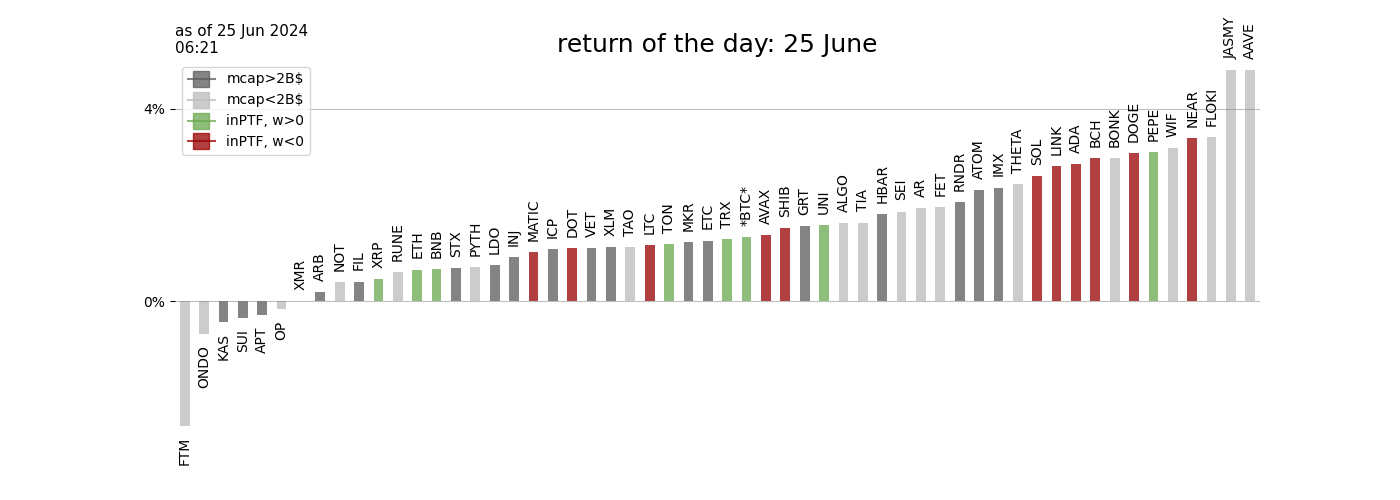 as of 25 Jun 2024
06:21
return of the day: 25 June
mcap>2B$
mcap<2B$
inPTF, w>0
inPTF, w<0
4%
0%
FTM
ONDO
KAS
SUI
APT
OP
XMR
ARB
NOT
FIL
XRP
RUNE
ETH
BNB
STX
PYTH
LDO
INJ
MATIC
ICP
DOT
VET
XLM
TAO
LTC
TON
MKR
ETC
TRX
*BTC*
AVAX
SHIB
GRT
UNI
ALGO
TIA
HBAR
SEI
AR
FET
RNDR
ATOM
IMX
THETA
SOL
LINK
ADA
BCH
BONK
DOGE
PEPE
WIF
NEAR
FLOKI
JASMY
AAVE